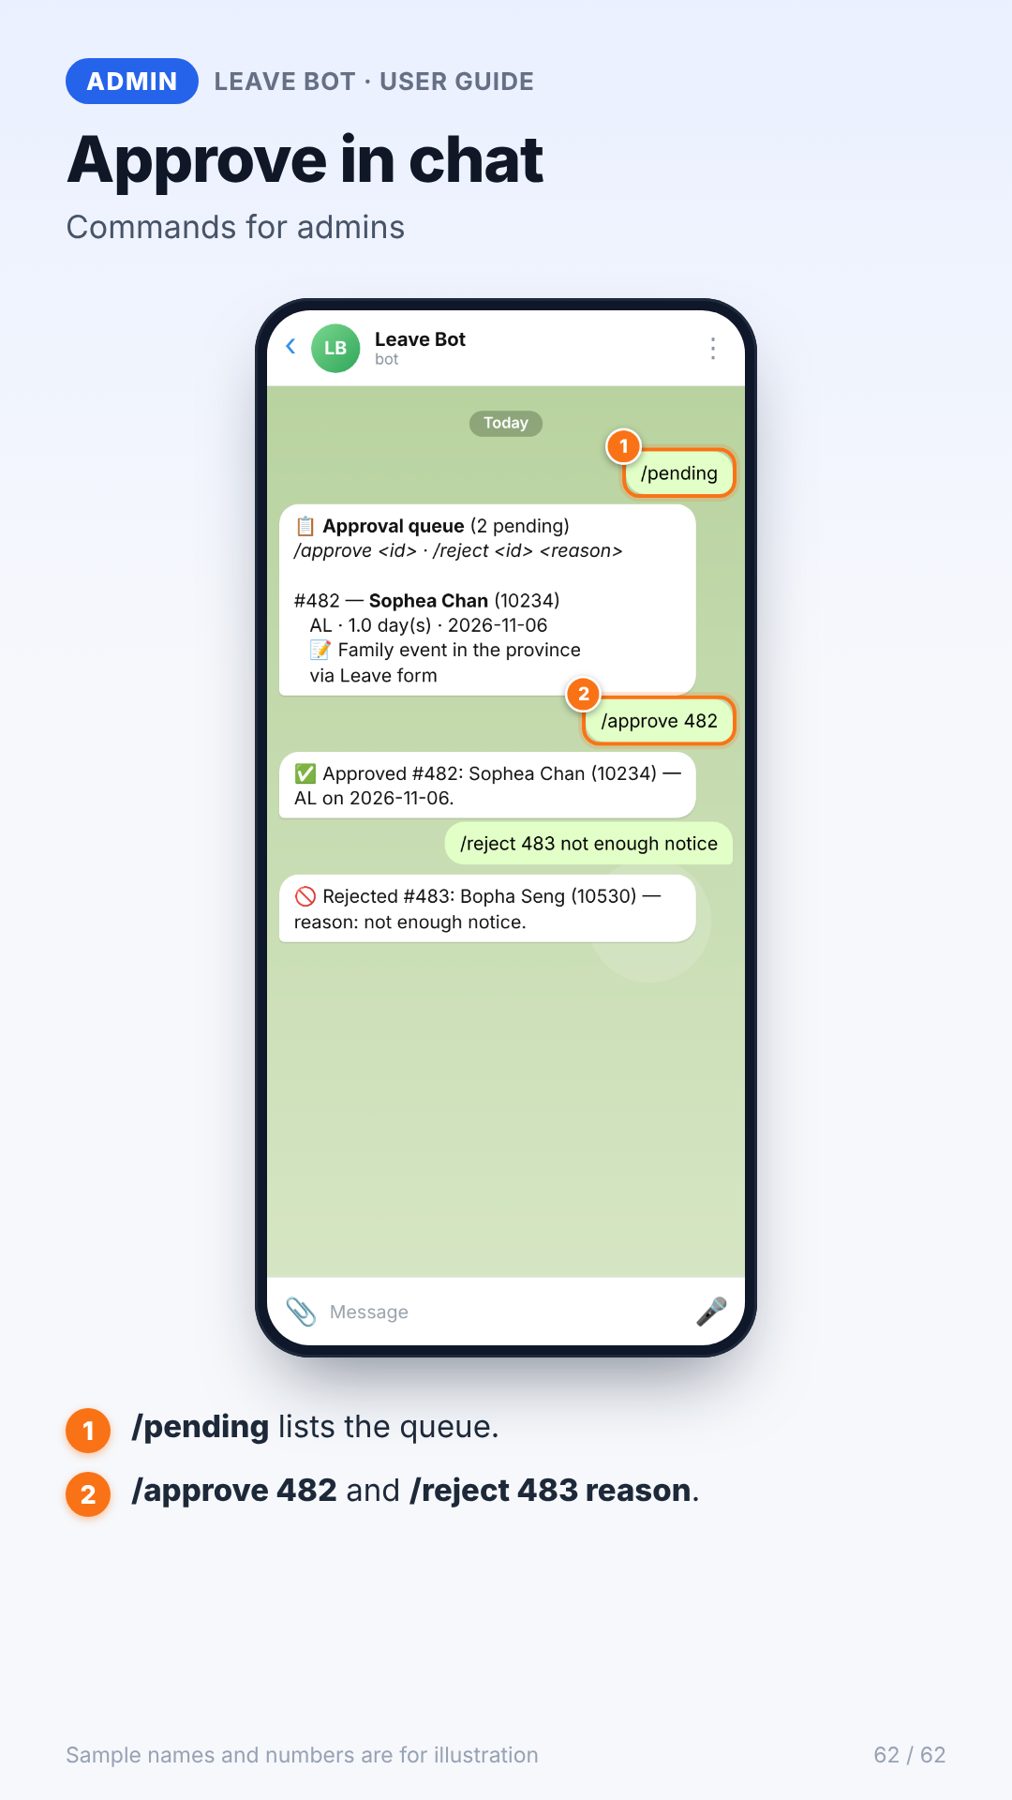 ADMIN LEAVE BOT · USER GUIDE
Approve in chat
Commands for admins
LB Leave Bot
bot
Today
1
/pending
📋 Approval queue (2 pending)
/approve <id> · /reject <id> <reason>
#482 — Sophea Chan (10234)
AL · 1.0 day(s) · 2026-11-06
📝 Family event in the province
via Leave form
2
/approve 482
✅ Approved #482: Sophea Chan (10234) —
AL on 2026-11-06.
/reject 483 not enough notice
🚫 Rejected #483: Bopha Seng (10530) —
reason: not enough notice.
Message
1 /pending lists the queue.
2 /approve 482 and /reject 483 reason.
Sample names and numbers are for illustration 62 / 62